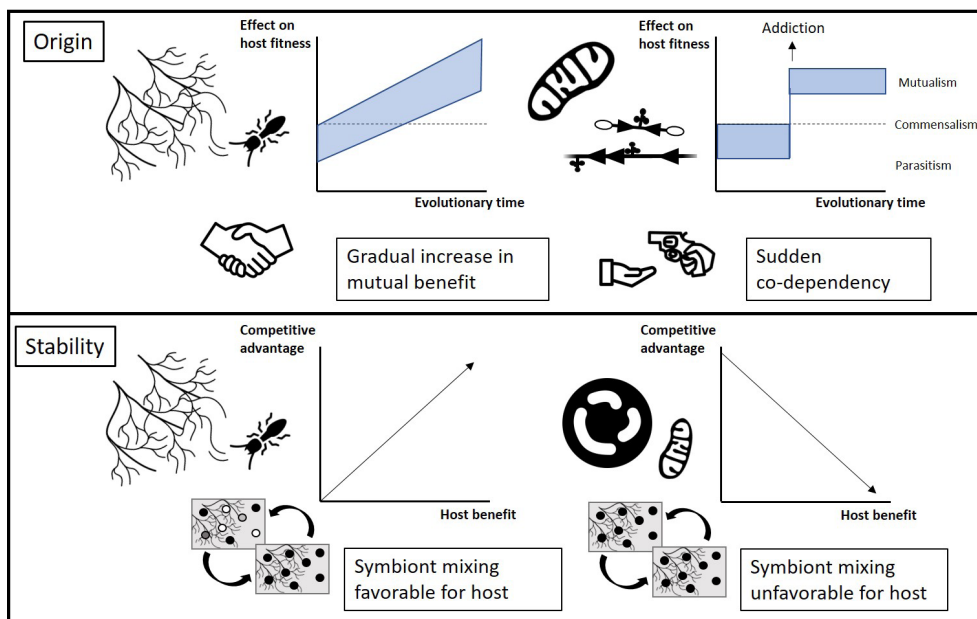 Origin
Effect on
host fitness
Evolutionary time
Gradual increase in
mutual benefit
Effect on
host fitness
Addiction
Mutualism
Commensalism
Parasitism
Evolutionary time
Sudden
co-dependency
Stability
Competitive
advantage
Host benefit
Symbiont mixing
favorable for host
Competitive
advantage
Host benefit
Symbiont mixing
unfavorable for host